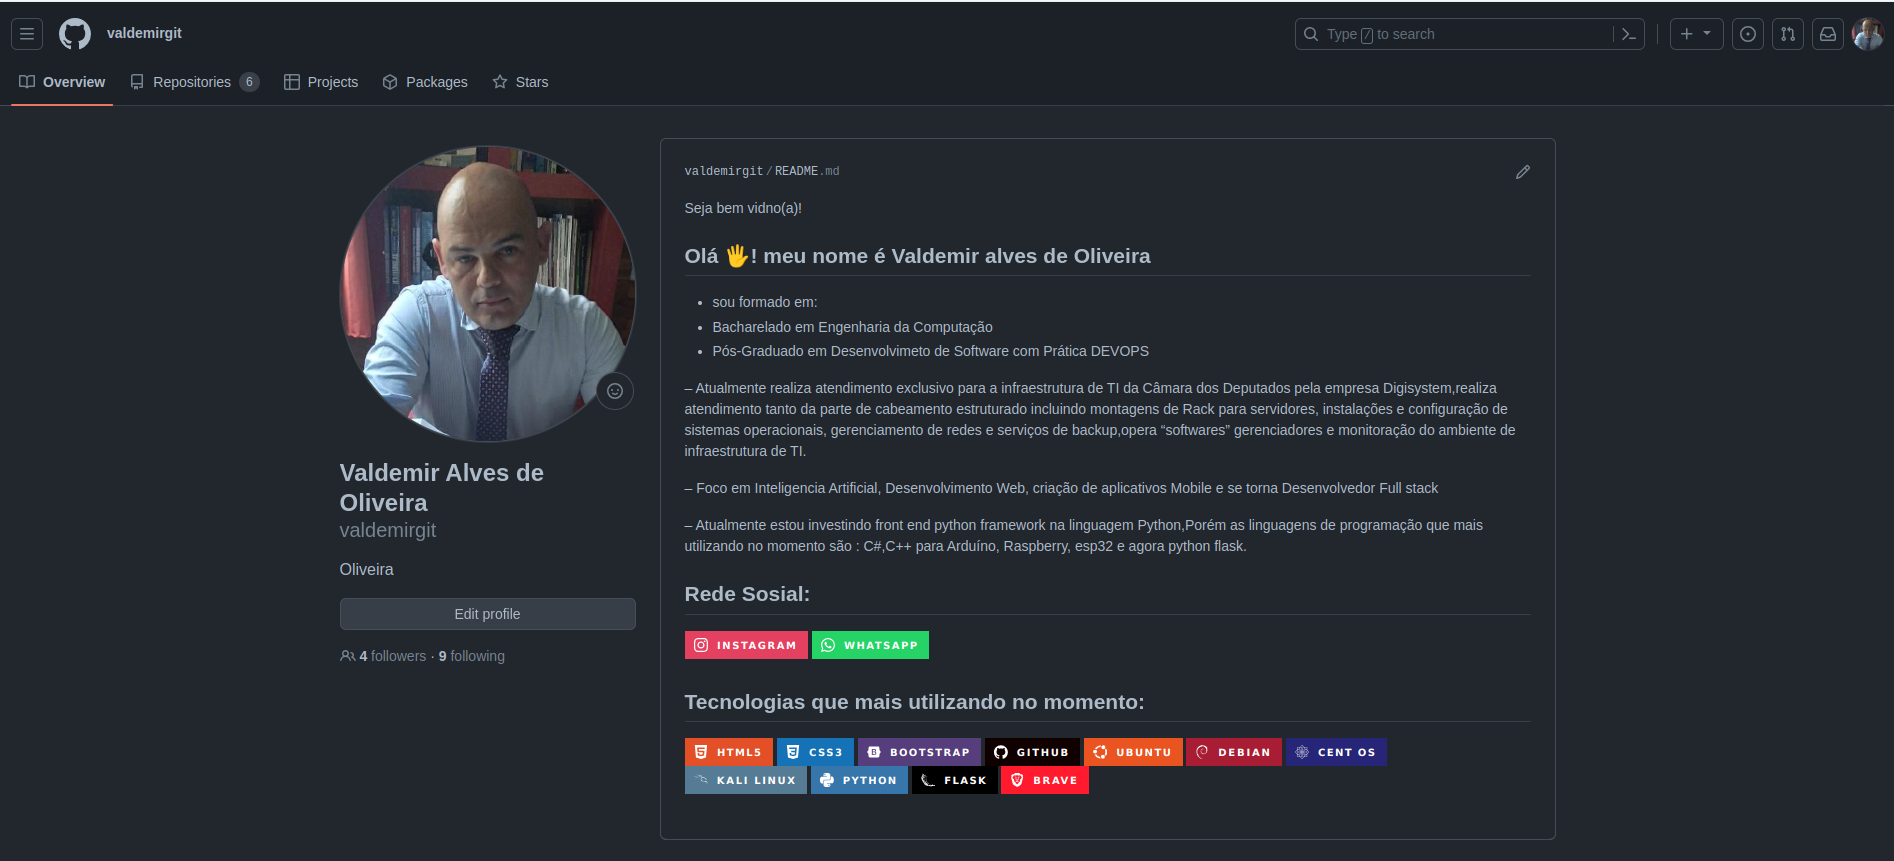 valdemirgit
Type / to search
Overview Repositories 6 Projects Packages Stars
valdemirgit/README.md
Seja bem vidno(a)!
Olá 🖐! meu nome é Valdemir alves de Oliveira
• sou formado em:
• Bacharelado em Engenharia da Computação
• Pós-Graduado em Desenvolvimeto de Software com Prática DEVOPS
– Atualmente realiza atendimento exclusivo para a infraestrutura de TI da Câmara dos Deputados pela empresa Digisystem,realiza
atendimento tanto da parte de cabeamento estruturado incluindo montagens de Rack para servidores, instalações e configuração de
sistemas operacionais, gerenciamento de redes e serviços de backup,opera “softwares” gerenciadores e monitoração do ambiente de
infraestrutura de TI.
– Foco em Inteligencia Artificial, Desenvolvimento Web, criação de aplicativos Mobile e se torna Desenvolvedor Full stack
– Atualmente estou investindo front end python framework na linguagem Python,Porém as linguagens de programação que mais
utilizando no momento são : C#,C++ para Arduíno, Raspberry, esp32 e agora python flask.
Rede Sosial:
INSTAGRAM WHATSAPP
Tecnologias que mais utilizando no momento:
HTML5 CSS3 BOOTSTRAP GITHUB UBUNTU DEBIAN CENT OS
KALI LINUX PYTHON FLASK BRAVE
Valdemir Alves de
Oliveira
valdemirgit
Oliveira
Edit profile
4 followers · 9 following